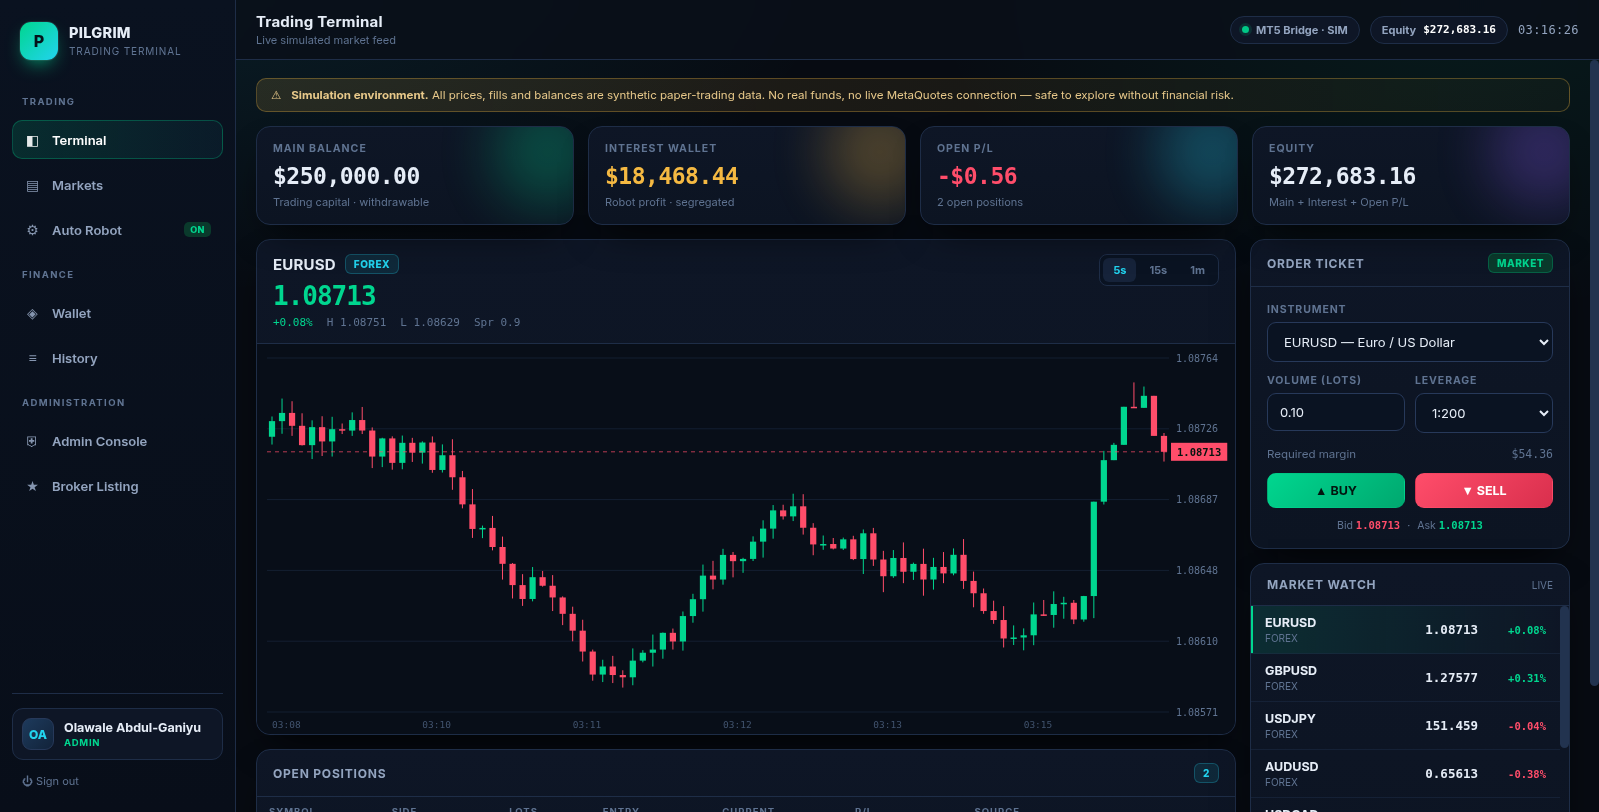 P
PILGRIM
TRADING TERMINAL
TRADING
Terminal
Markets
Auto Robot ON
FINANCE
Wallet
History
ADMINISTRATION
Admin Console
Broker Listing
OA
Olawale Abdul-Ganiyu
ADMIN
Sign out
Trading Terminal
Live simulated market feed
MT5 Bridge · SIM
Equity $272,683.16
03:16:26
Simulation environment. All prices, fills and balances are synthetic paper-trading data. No real funds, no live MetaQuotes connection — safe to explore without financial risk.
MAIN BALANCE
$250,000.00
Trading capital · withdrawable
INTEREST WALLET
$18,468.44
Robot profit · segregated
OPEN P/L
-$0.56
2 open positions
EQUITY
$272,683.16
Main + Interest + Open P/L
EURUSD FOREX
1.08713
+0.08% H 1.08751 L 1.08629 Spr 0.9
5s 15s 1m
1.08764
1.08726
1.08713
1.08687
1.08648
1.08610
1.08571
03:08 03:10 03:11 03:12 03:13 03:15
OPEN POSITIONS 2
SYMBOL SIDE LOTS ENTRY CURRENT P/L SOURCE
ORDER TICKET MARKET
INSTRUMENT
EURUSD — Euro / US Dollar
VOLUME (LOTS) LEVERAGE
0.10 1:200
Required margin $54.36
▲ BUY ▼ SELL
Bid 1.08713 · Ask 1.08713
MARKET WATCH LIVE
EURUSD
FOREX
1.08713 +0.08%
GBPUSD
FOREX
1.27577 +0.31%
USDJPY
FOREX
151.459 -0.04%
AUDUSD
FOREX
0.65613 -0.38%